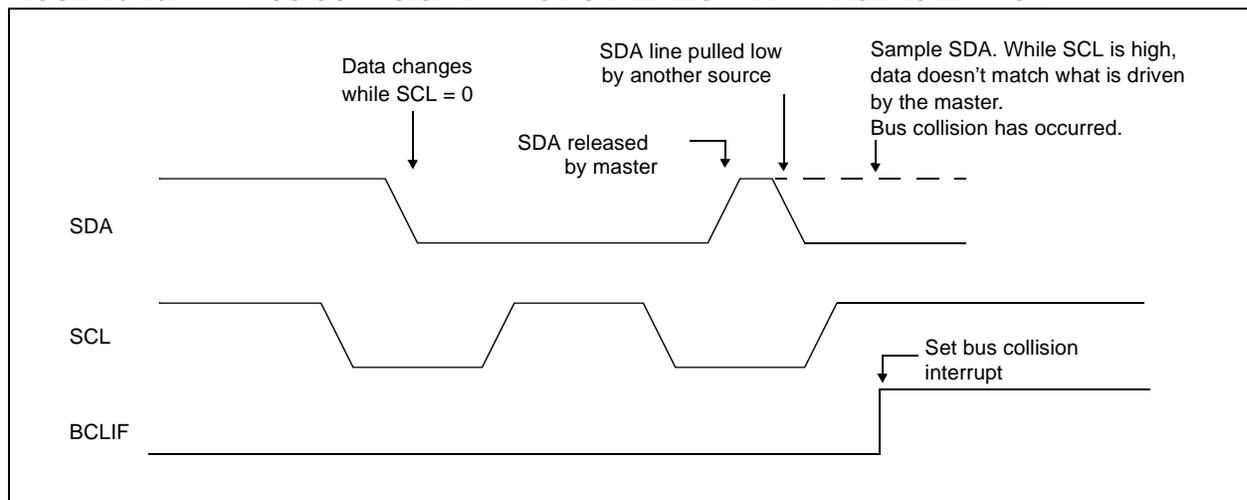 Data changes
while SCL = 0
SDA line pulled low
by another source
Sample SDA. While SCL is high,
data doesn't match what is driven
by the master.
Bus collision has occurred.
SDA released
by master
SDA
SCL
Set bus collision
interrupt
BCLIF